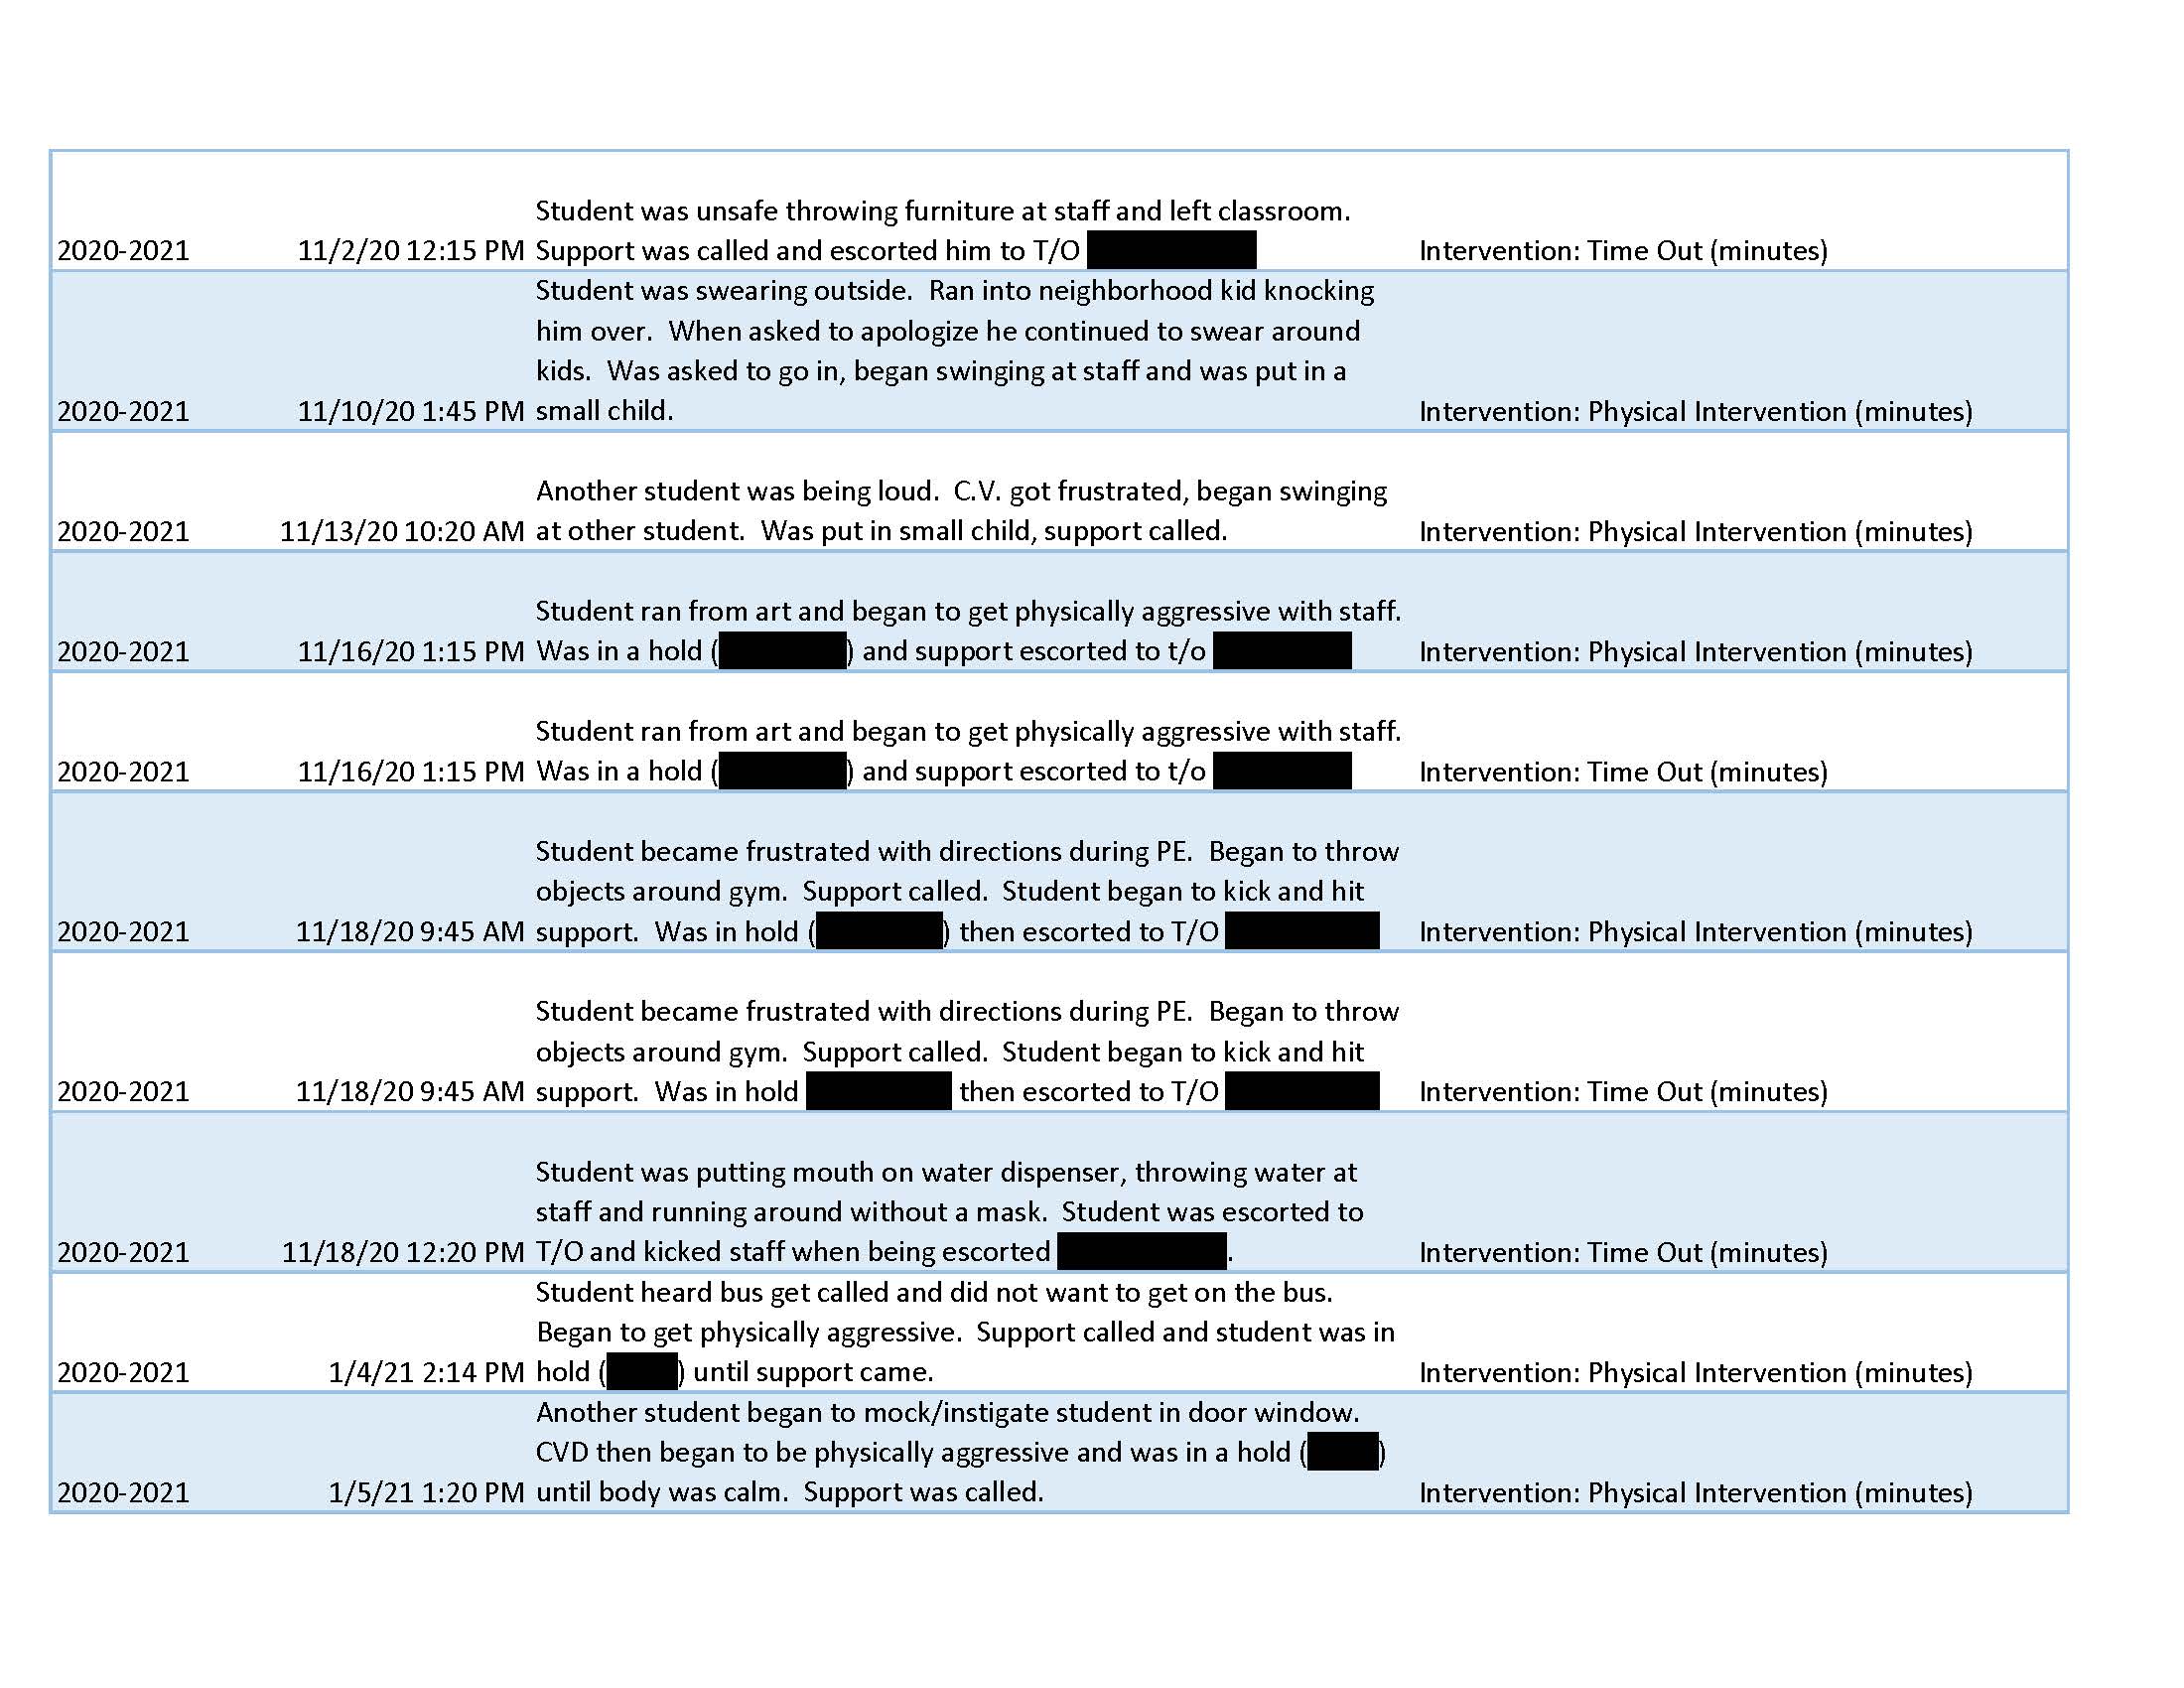 Student was unsafe throwing furniture at staff and left classroom.
2020-2021 11/2/20 12:15 PM Support was called and escorted him to T/O Intervention: Time Out (minutes)
Student was swearing outside.  Ran into neighborhood kid knocking
him over.  When asked to apologize he continued to swear around
kids.  Was asked to go in, began swinging at staff and was put in a
2020-2021 11/10/20 1:45 PM small child. Intervention: Physical Intervention (minutes)
Another student was being loud.  C.V. got frustrated, began swinging
2020-2021 11/13/20 10:20 AM at other student.  Was put in small child, support called. Intervention: Physical Intervention (minutes)
Student ran from art and began to get physically aggressive with staff.
2020-2021 11/16/20 1:15 PM Was in a hold ( ) and support escorted to t/o Intervention: Physical Intervention (minutes)
Student ran from art and began to get physically aggressive with staff.
2020-2021 11/16/20 1:15 PM Was in a hold ( ) and support escorted to t/o Intervention: Time Out (minutes)
Student became frustrated with directions during PE.  Began to throw
objects around gym.  Support called.  Student began to kick and hit
2020-2021 11/18/20 9:45 AM support.  Was in hold ( ) then escorted to T/O Intervention: Physical Intervention (minutes)
Student became frustrated with directions during PE.  Began to throw
objects around gym.  Support called.  Student began to kick and hit
2020-2021 11/18/20 9:45 AM support.  Was in hold then escorted to T/O Intervention: Time Out (minutes)
Student was putting mouth on water dispenser, throwing water at
staff and running around without a mask.  Student was escorted to
2020-2021 11/18/20 12:20 PM T/O and kicked staff when being escorted . Intervention: Time Out (minutes)
Student heard bus get called and did not want to get on the bus.
Began to get physically aggressive.  Support called and student was in
2020-2021 1/4/21 2:14 PM hold ( ) until support came. Intervention: Physical Intervention (minutes)
Another student began to mock/instigate student in door window.
CVD then began to be physically aggressive and was in a hold ( )
2020-2021 1/5/21 1:20 PM until body was calm.  Support was called. Intervention: Physical Intervention (minutes)